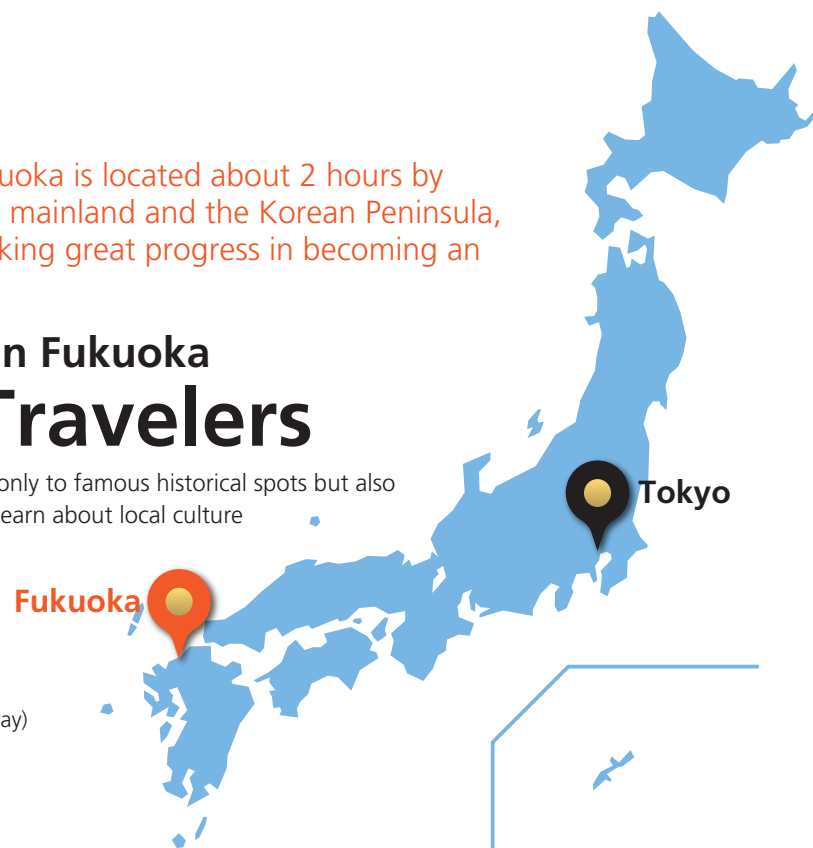 uoka is located about 2 hours by
mainland and the Korean Peninsula,
king great progress in becoming an
n Fukuoka
Travelers
only to famous historical spots but also
earn about local culture
Tokyo
Fukuoka
ay)